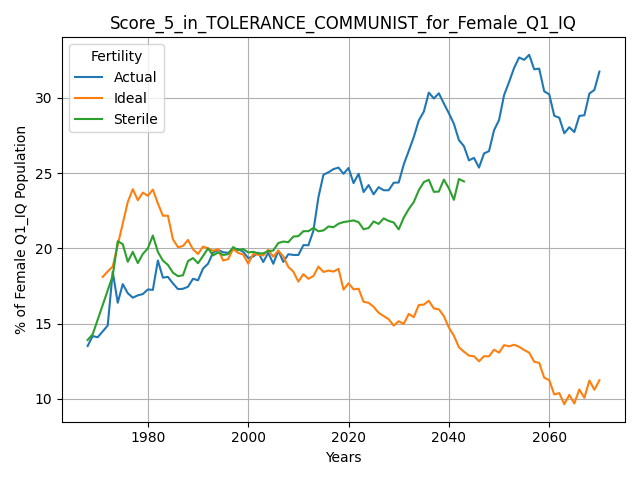 Score_5_in_TOLERANCE_COMMUNIST_for_Female_Q1_IQ
Fertility
Actual
Ideal
Sterile
% of Female Q1_IQ Population
30
25
20
15
10
1980
2000
2020
2040
2060
Years